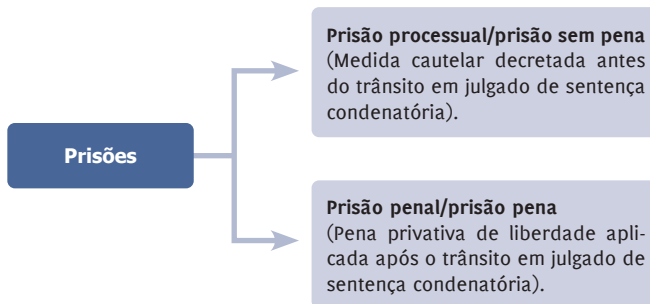 Prisões
Prisão processual/prisão sem pena
(Medida cautelar decretada antes
do trânsito em julgado de sentença
condenatória).
Prisão penal/prisão pena
(Pena privativa de liberdade apli-
cada após o trânsito em julgado de
sentença condenatória).